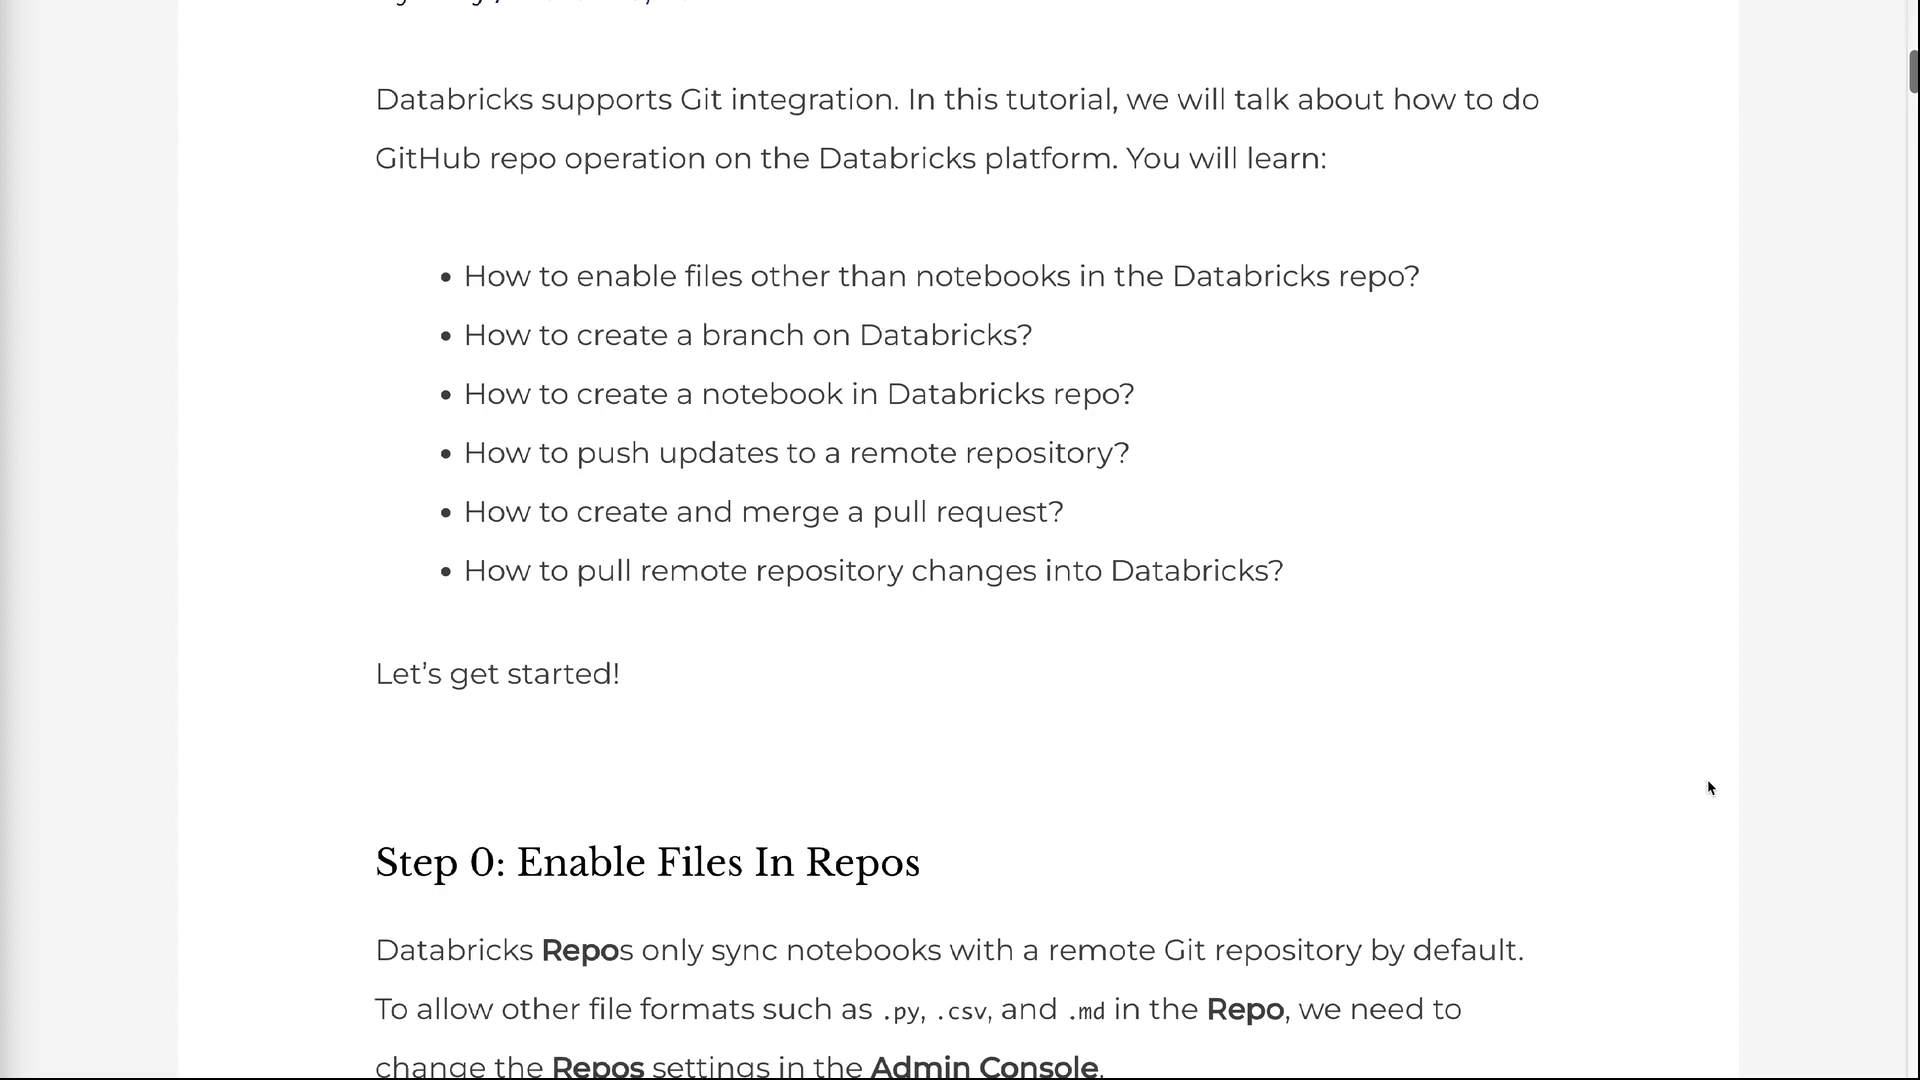 Databricks supports Git integration. In this tutorial, we will talk about how to do
GitHub repo operation on the Databricks platform. You will learn:
• How to enable files other than notebooks in the Databricks repo?
• How to create a branch on Databricks?
• How to create a notebook in Databricks repo?
• How to push updates to a remote repository?
• How to create and merge a pull request?
• How to pull remote repository changes into Databricks?
Let’s get started!
Step 0: Enable Files In Repos
Databricks Repos only sync notebooks with a remote Git repository by default.
To allow other file formats such as .py, .csv, and .md in the Repo, we need to
change the Repos settings in the Admin Console.